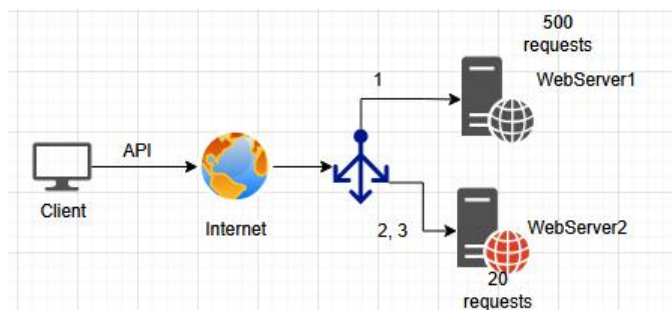 500
requests
1
WebServer1
API
Client
Internet
2, 3
WebServer2
20
requests